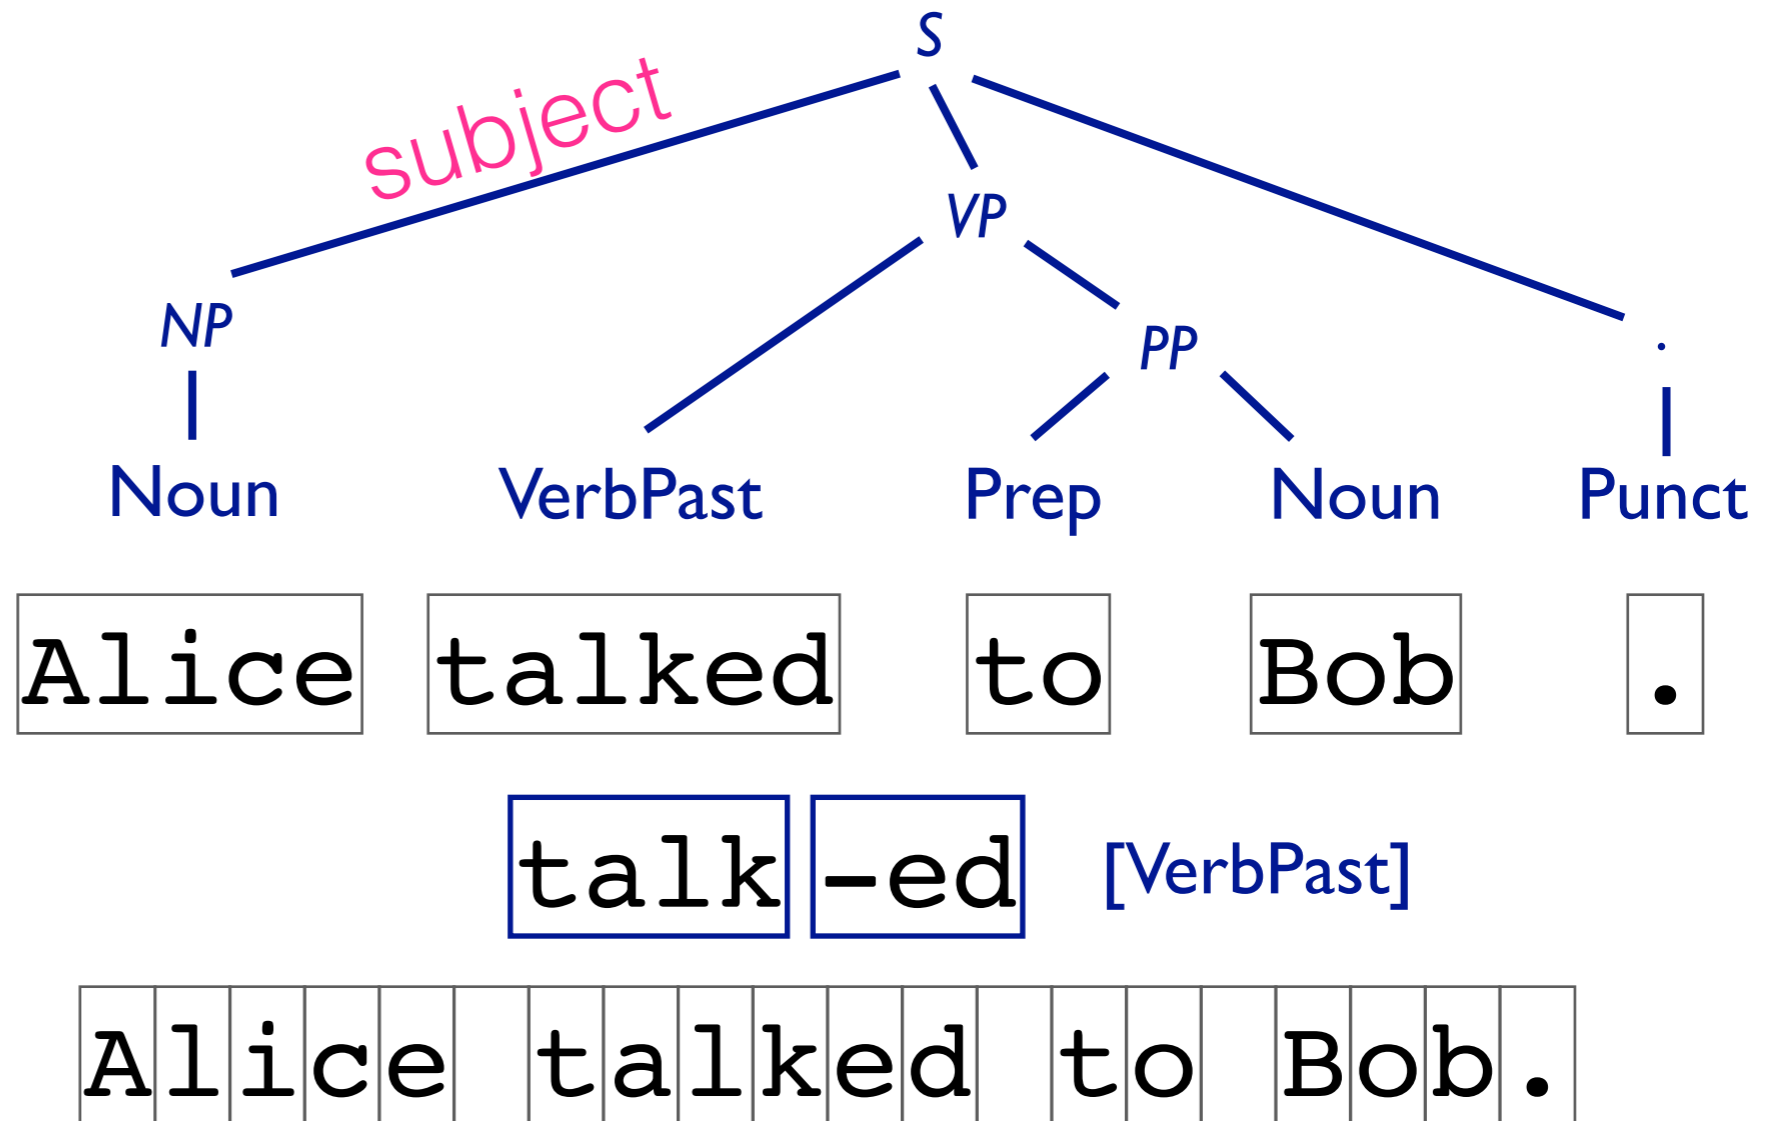 S
subject
VP
NP PP .
Noun VerbPast Prep Noun Punct
Alice talked to Bob .
talk -ed [VerbPast]
Alice talked to Bob.